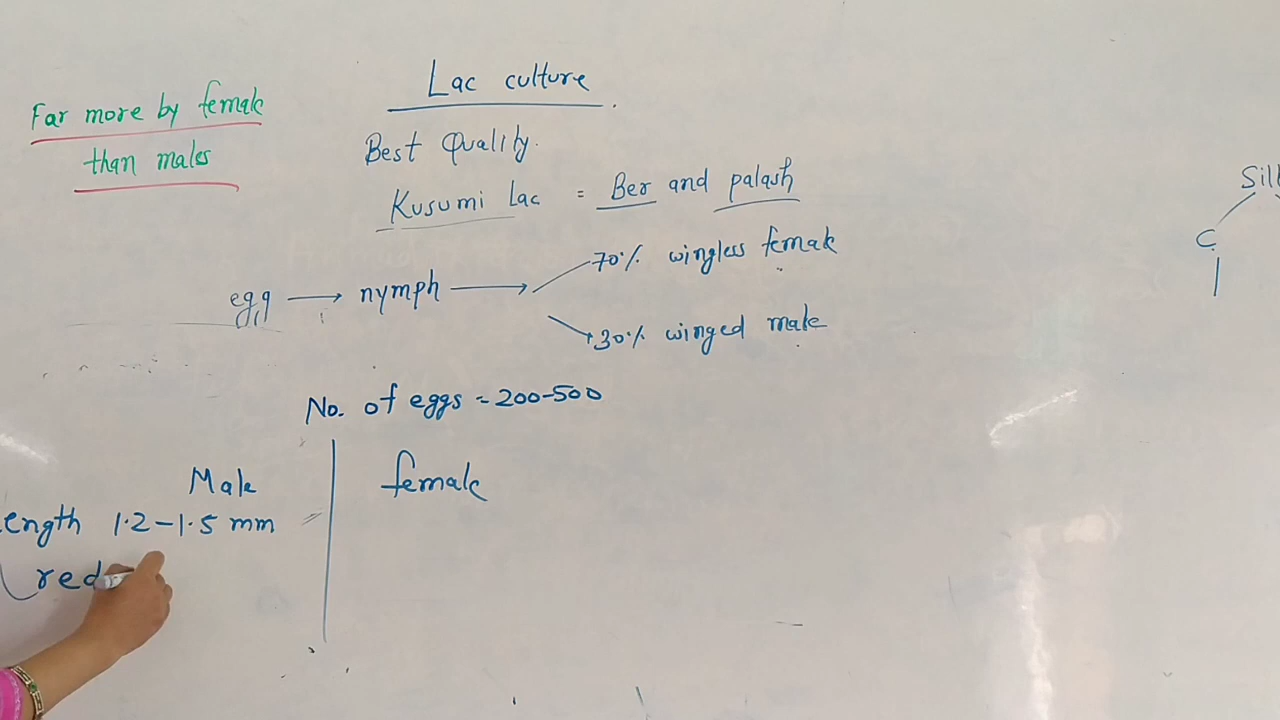 Lac culture
Far more by female
than males
Best Quality.
Kusumi Lac = Ber and palash
egg → nymph →
70% wingless female
30% winged male
No. of eggs = 200-500
Male
female
ength 1.2-1.5 mm
red
C